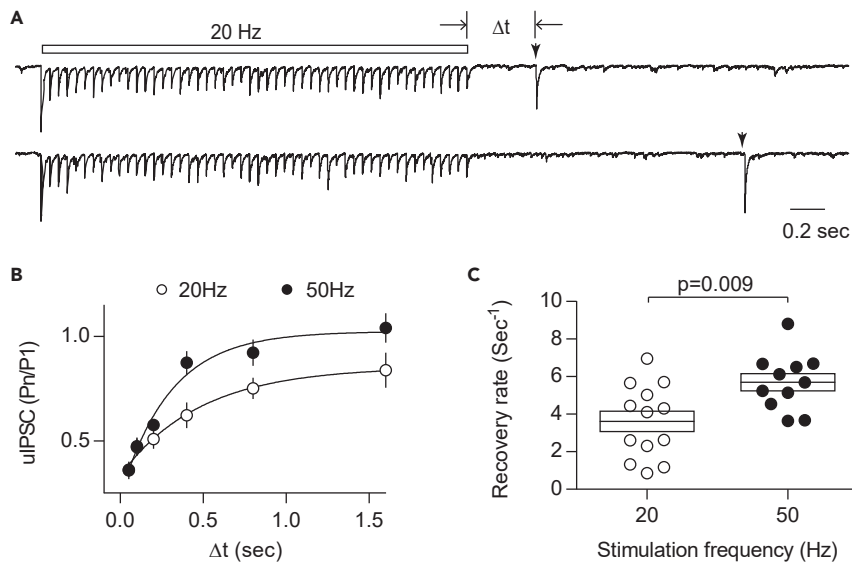 A
20 Hz
Δt
0.2 sec
B
20Hz
50Hz
1.0
0.5
uIPSC (Pn/P1)
0.0
0.5
1.0
1.5
Δt (sec)
C
p=0.009
10
8
6
4
2
0
Recovery rate (Sec⁻¹)
20
50
Stimulation frequency (Hz)